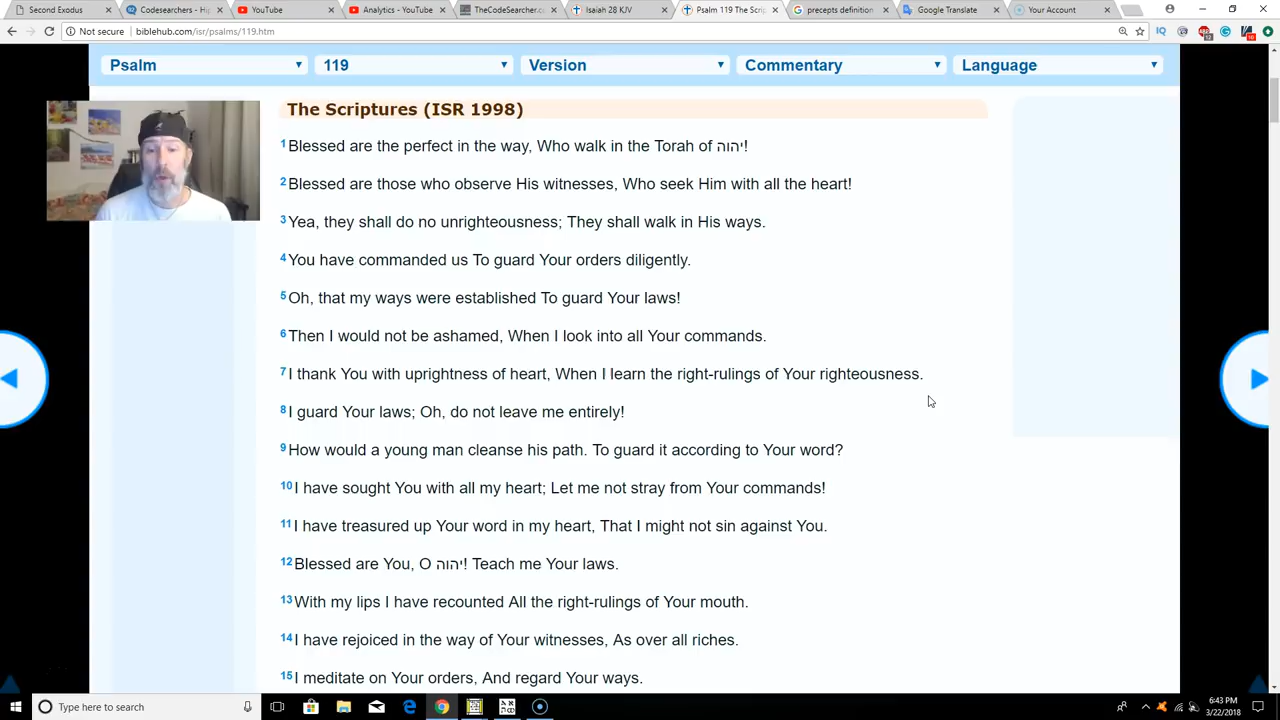 Second Exodus
Codesearchers - Hi
YouTube
Analytics - YouTube
TheCodeSearcher.c
Isaiah 28 KJV
Psalm 119 The Scrip
precepts definition
Google Translate
Your Account
Not secure | biblehub.com/isr/psalms/119.htm
Psalm 119 Version Commentary Language
The Scriptures (ISR 1998)
1 Blessed are the perfect in the way, Who walk in the Torah of יהוה!
2 Blessed are those who observe His witnesses, Who seek Him with all the heart!
3 Yea, they shall do no unrighteousness; They shall walk in His ways.
4 You have commanded us To guard Your orders diligently.
5 Oh, that my ways were established To guard Your laws!
6 Then I would not be ashamed, When I look into all Your commands.
7 I thank You with uprightness of heart, When I learn the right-rulings of Your righteousness.
8 I guard Your laws; Oh, do not leave me entirely!
9 How would a young man cleanse his path. To guard it according to Your word?
10 I have sought You with all my heart; Let me not stray from Your commands!
11 I have treasured up Your word in my heart, That I might not sin against You.
12 Blessed are You, O יהוה! Teach me Your laws.
13 With my lips I have recounted All the right-rulings of Your mouth.
14 I have rejoiced in the way of Your witnesses, As over all riches.
15 I meditate on Your orders, And regard Your ways.
Type here to search
6:43 PM
3/22/2018